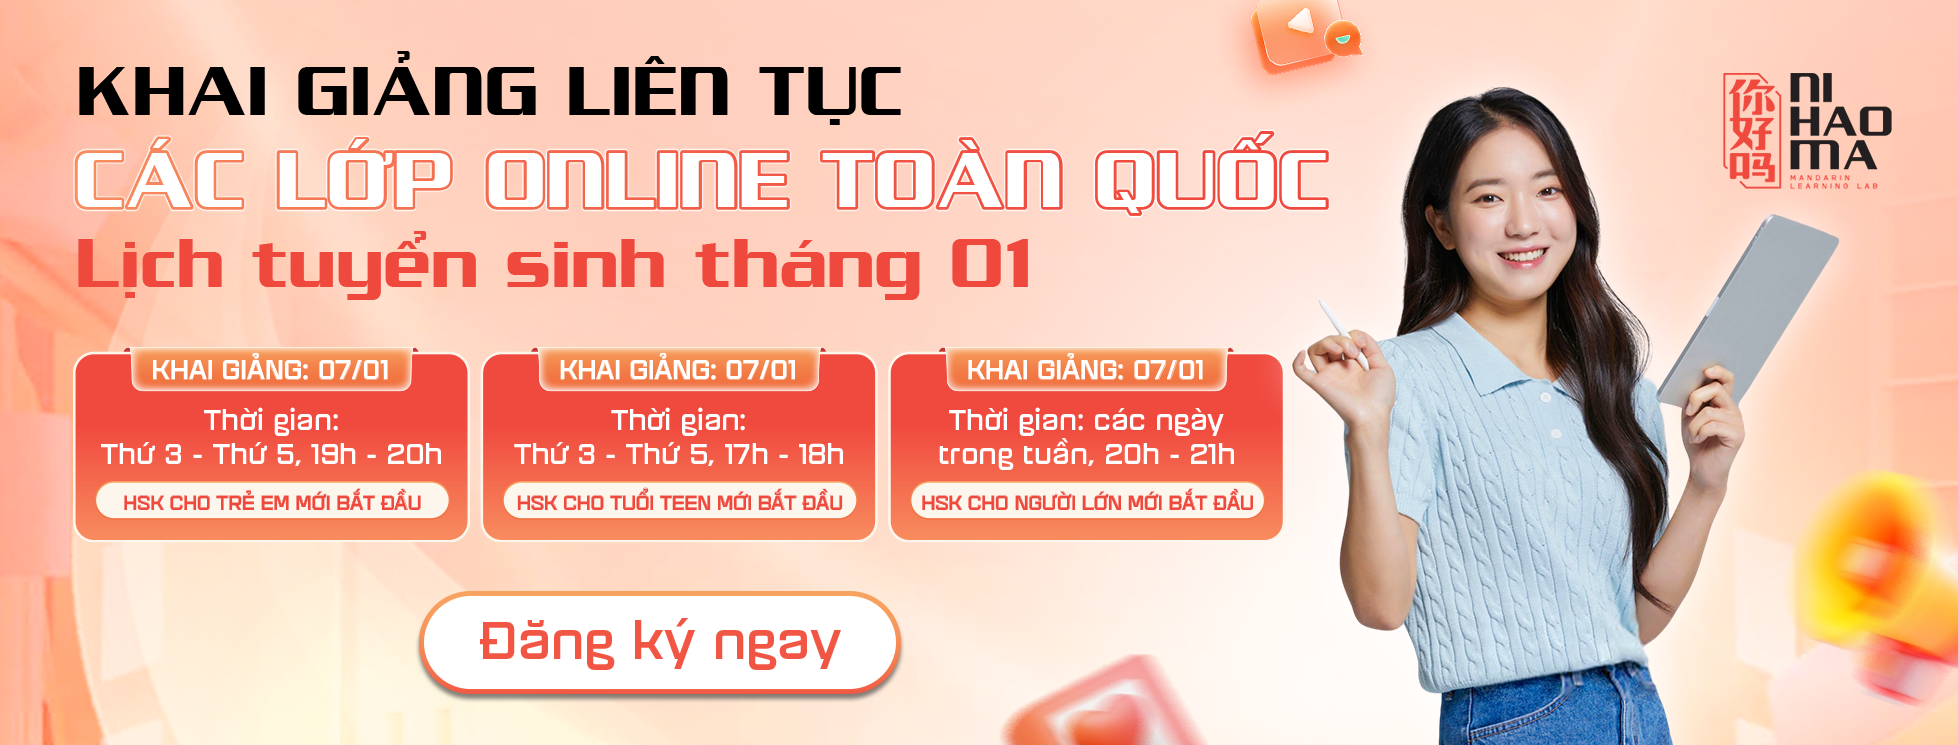 KHAI GIẢNG LIÊN TỤC
CÁC LỚP ONLINE TOÀN QUỐC
Lịch tuyển sinh tháng 01
KHAI GIẢNG: 07/01
Thời gian:
Thứ 3 - Thứ 5, 19h - 20h
HSK CHO TRẺ EM MỚI BẮT ĐẦU
KHAI GIẢNG: 07/01
Thời gian:
Thứ 3 - Thứ 5, 17h - 18h
HSK CHO TUỔI TEEN MỚI BẮT ĐẦU
KHAI GIẢNG: 07/01
Thời gian: các ngày
trong tuần, 20h - 21h
HSK CHO NGƯỜI LỚN MỚI BẮT ĐẦU
Đăng ký ngay
你好吗
NI
HAO
MA
MANDARIN
LEARNING LAB